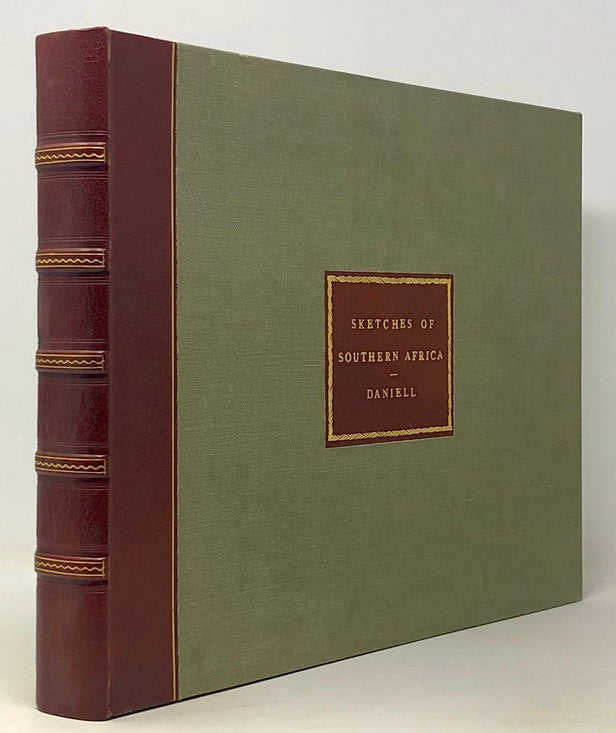 SKETCHES OF
SOUTHERN AFRICA
—
DANIELL